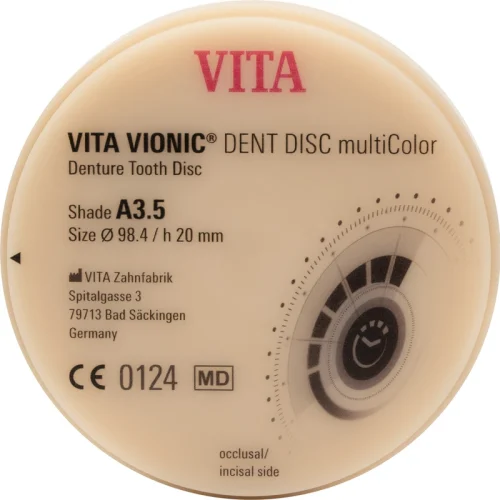 VITA
VITA VIONIC® DENT DISC multiColor
Denture Tooth Disc
Shade A3.5
Size Ø 98.4 / h 20 mm
VITA Zahnfabrik
Spitalgasse 3
79713 Bad Säckingen
Germany
CE 0124 MD
occlusal/
incisal side